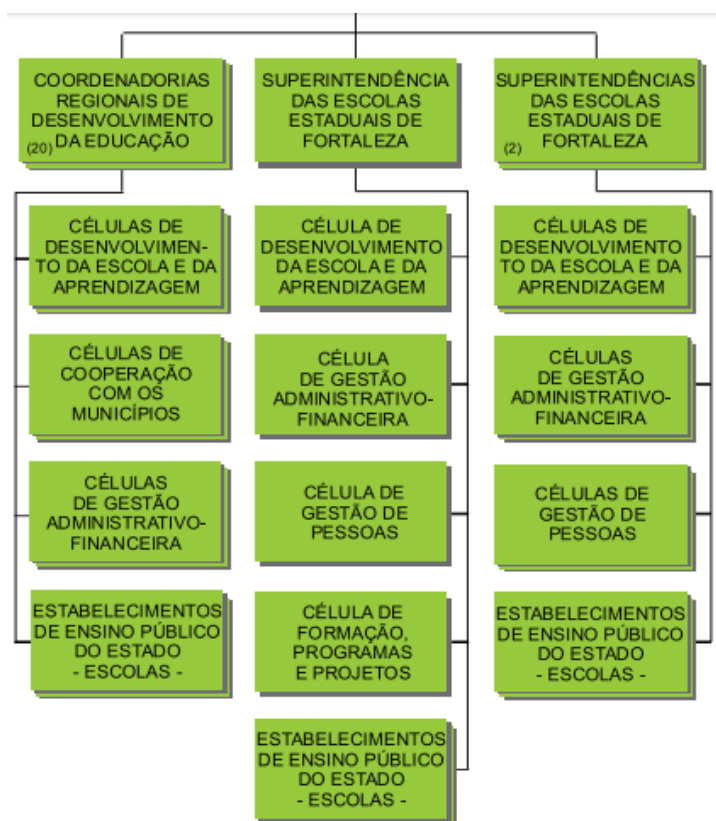 COORDENADORIAS
REGIONAIS DE
DESENVOLVIMENTO
(20) DA EDUCAÇÃO
CÉLULAS DE
DESENVOLVIMEN-
TO DA ESCOLA E DA
APRENDIZAGEM
CÉLULAS DE
COOPERAÇÃO
COM OS
MUNICÍPIOS
CÉLULAS
DE GESTÃO
ADMINISTRATIVO-
FINANCEIRA
ESTABELECIMENTOS
DE ENSINO PÚBLICO
DO ESTADO
- ESCOLAS -
SUPERINTENDÊNCIA
DAS ESCOLAS
ESTADUAIS DE
FORTALEZA
CÉLULA DE
DESENVOLVIMENTO
DA ESCOLA E DA
APRENDIZAGEM
CÉLULA
DE GESTÃO
ADMINISTRATIVO-
FINANCEIRA
CÉLULA DE
GESTÃO DE
PESSOAS
CÉLULA DE
FORMAÇÃO,
PROGRAMAS
E PROJETOS
ESTABELECIMENTOS
DE ENSINO PÚBLICO
DO ESTADO
- ESCOLAS -
SUPERINTENDÊNCIAS
DAS ESCOLAS
ESTADUAIS DE
(2) FORTALEZA
CÉLULAS DE
DESENVOLVIMENTO
TO DA ESCOLA E DA
APRENDIZAGEM
CÉLULAS
DE GESTÃO
ADMINISTRATIVO-
FINANCEIRA
CÉLULAS DE
GESTÃO DE
PESSOAS
ESTABELECIMENTOS
DE ENSINO PÚBLICO
DO ESTADO
- ESCOLAS -